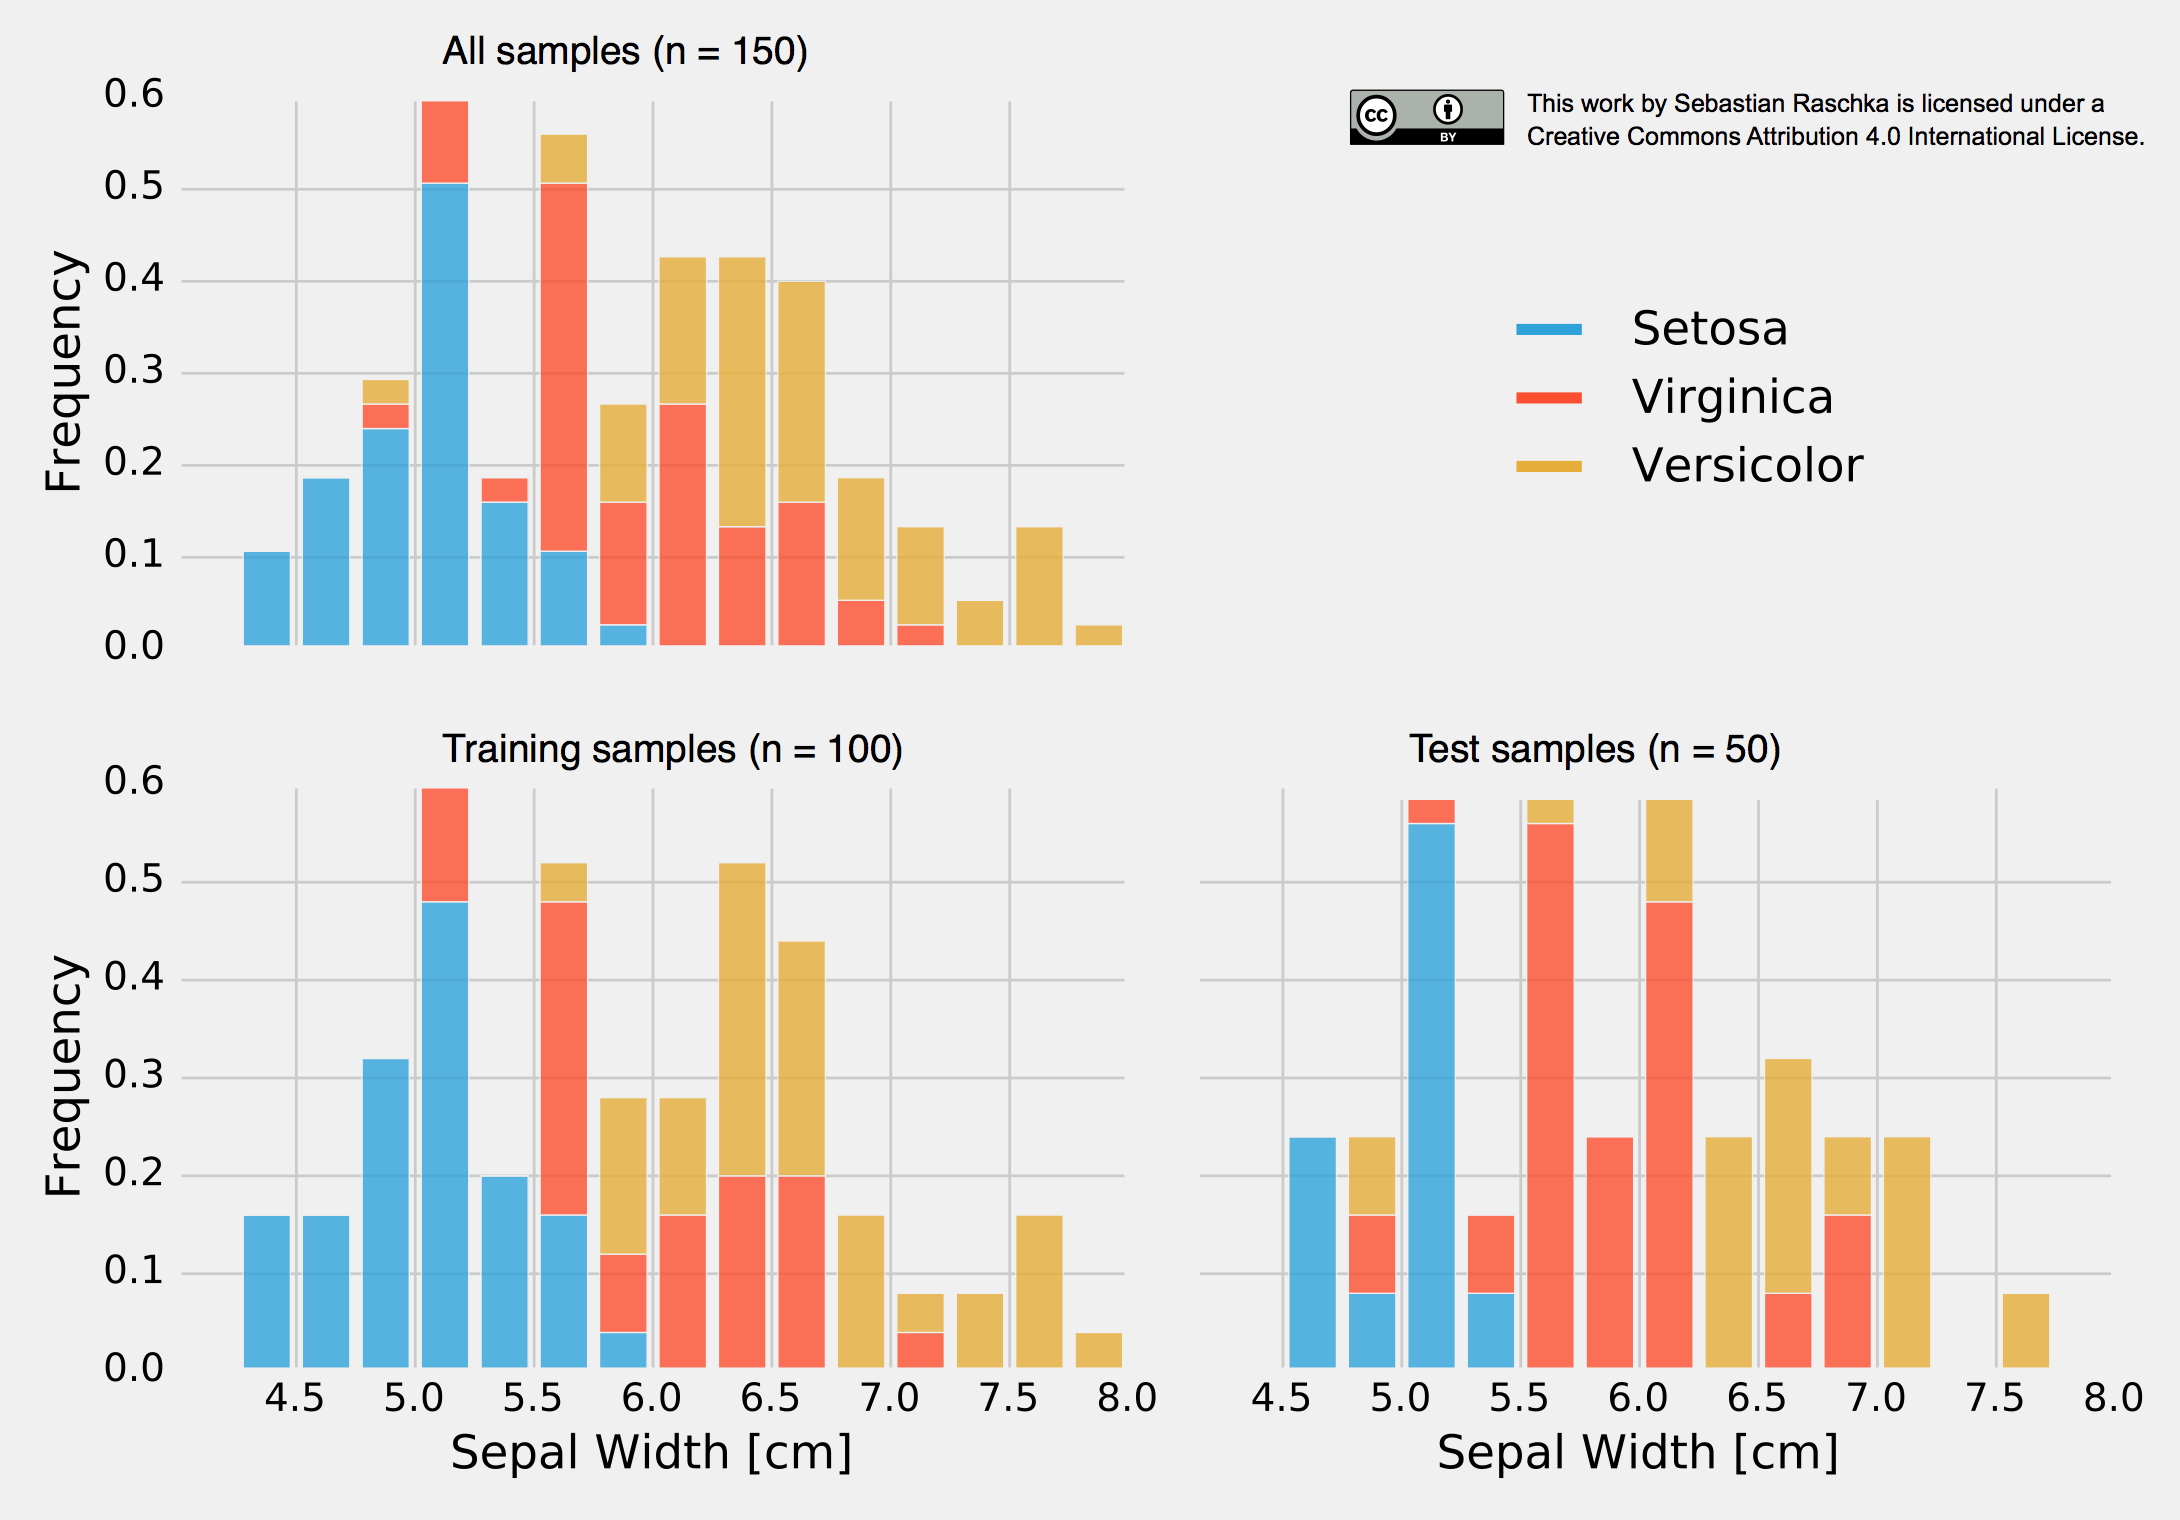 All samples (n = 150)
0.6
0.5
0.4
0.3
0.2
0.1
0.0
Frequency
cc
BY
This work by Sebastian Raschka is licensed under a
Creative Commons Attribution 4.0 International License.
Setosa
Virginica
Versicolor
Training samples (n = 100)
0.6
0.5
0.4
0.3
0.2
0.1
0.0
Frequency
4.5 5.0 5.5 6.0 6.5 7.0 7.5 8.0
Sepal Width [cm]
Test samples (n = 50)
4.5 5.0 5.5 6.0 6.5 7.0 7.5 8.0
Sepal Width [cm]